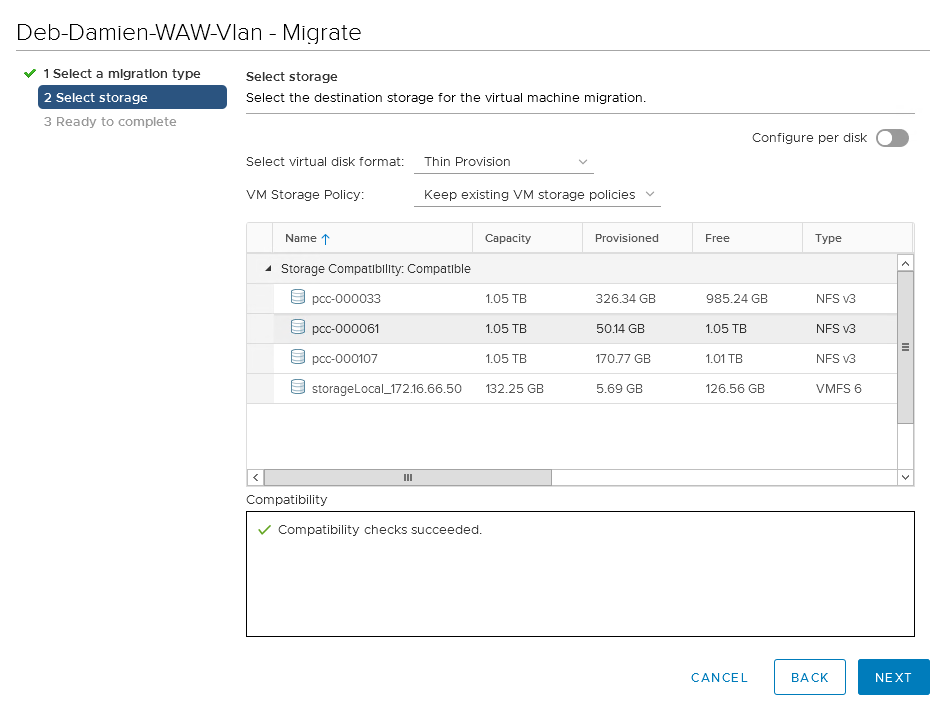 Deb-Damien-WAW-Vlan - Migrate
1 Select a migration type
2 Select storage
3 Ready to complete
Select storage
Select the destination storage for the virtual machine migration.
Configure per disk
Select virtual disk format: Thin Provision
VM Storage Policy: Keep existing VM storage policies
Name Capacity Provisioned Free Type
Storage Compatibility: Compatible
pcc-000033 1.05 TB 326.34 GB 985.24 GB NFS v3
pcc-000061 1.05 TB 50.14 GB 1.05 TB NFS v3
pcc-000107 1.05 TB 170.77 GB 1.01 TB NFS v3
storageLocal_172.16.66.50 132.25 GB 5.69 GB 126.56 GB VMFS 6
Compatibility
Compatibility checks succeeded.
CANCEL BACK NEXT